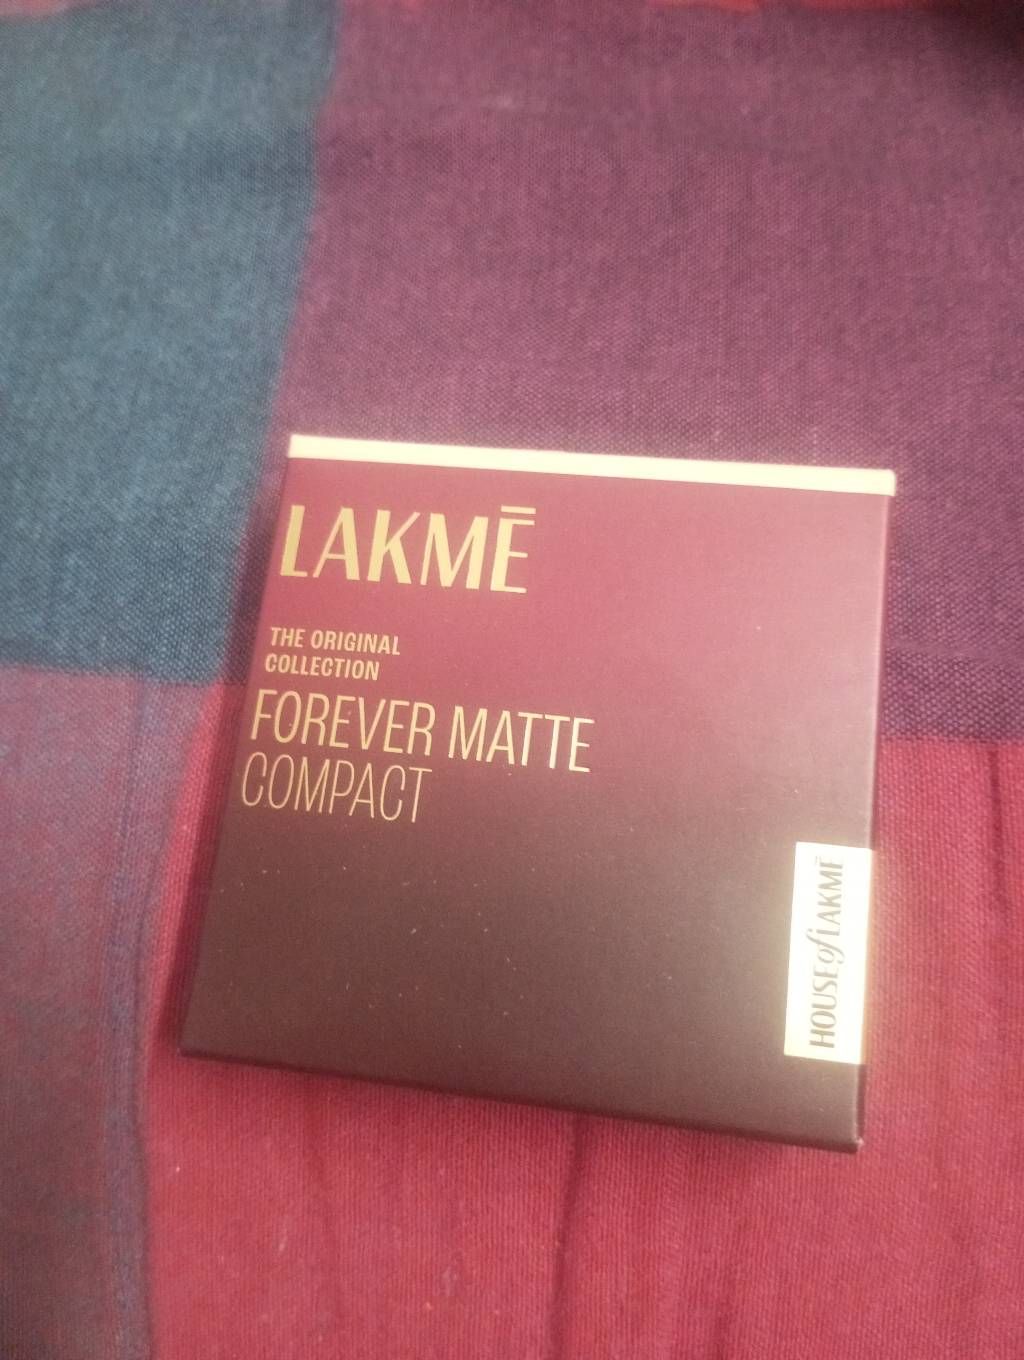 LAKMĒ
THE ORIGINAL
COLLECTION
FOREVER MATTE
COMPACT
HOUSE of LAKMĒ